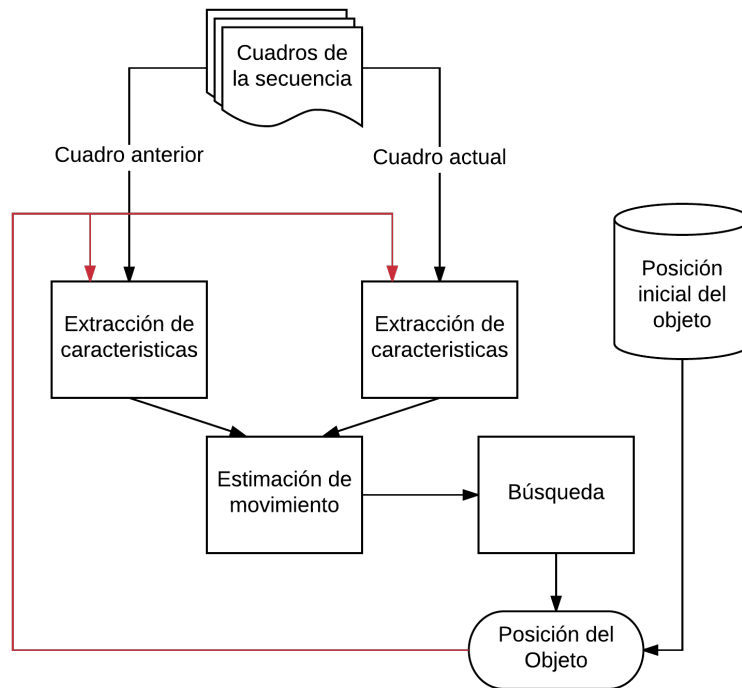 Cuadros de
la secuencia
Cuadro anterior
Cuadro actual
Posición
inicial del
objeto
Extracción de
caracteristicas
Extracción de
caracteristicas
Estimación de
movimiento
Búsqueda
Posición del
Objeto